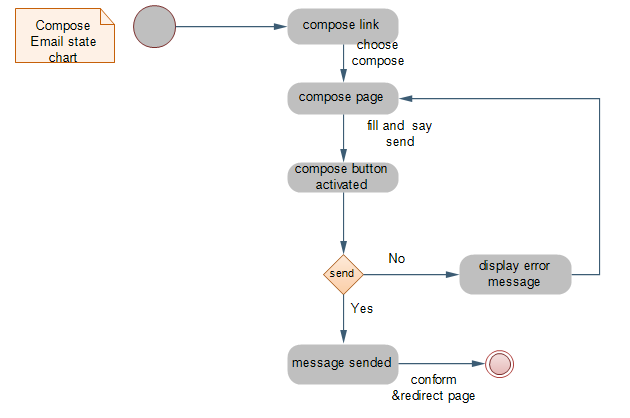 Compose
Email state
chart
compose link
choose
compose
compose page
fill and say
send
compose button
activated
send
No
display error
message
Yes
message sended
conform
&redirect page